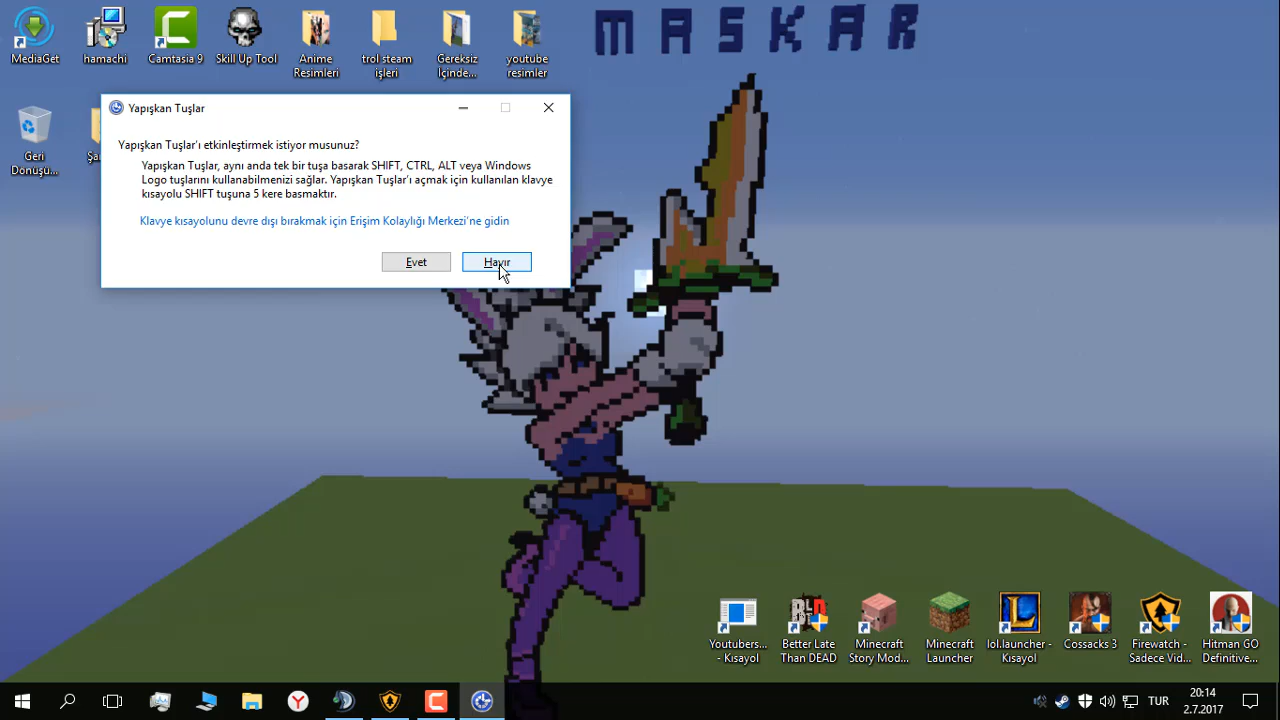 MASKAR
MediaGet
hamachi
Camtasia 9
Skill Up Tool
Anime
Resimleri
trol steam
işleri
Gereksiz
Içinde...
youtube
resimler
Geri
Dönüşü...
Şar
Yapışkan Tuşlar
Yapışkan Tuşlar'ı etkinleştirmek istiyor musunuz?
Yapışkan Tuşlar, aynı anda tek bir tuşa basarak SHIFT, CTRL, ALT veya Windows
Logo tuşlarını kullanabilmenizi sağlar. Yapışkan Tuşlar'ı açmak için kullanılan klavye
kısayolu SHIFT tuşuna 5 kere basmaktır.
Klavye kısayolunu devre dışı bırakmak için Erişim Kolaylığı Merkezi'ne gidin
Evet
Hayır
Youtubers...
- Kısayol
Better Late
Than DEAD
Minecraft
Story Mod...
Minecraft
Launcher
lol.launcher -
Kısayol
Cossacks 3
Firewatch -
Sadece Vid...
Hitman GO
Definitive...
TUR
20:14
2.7.2017